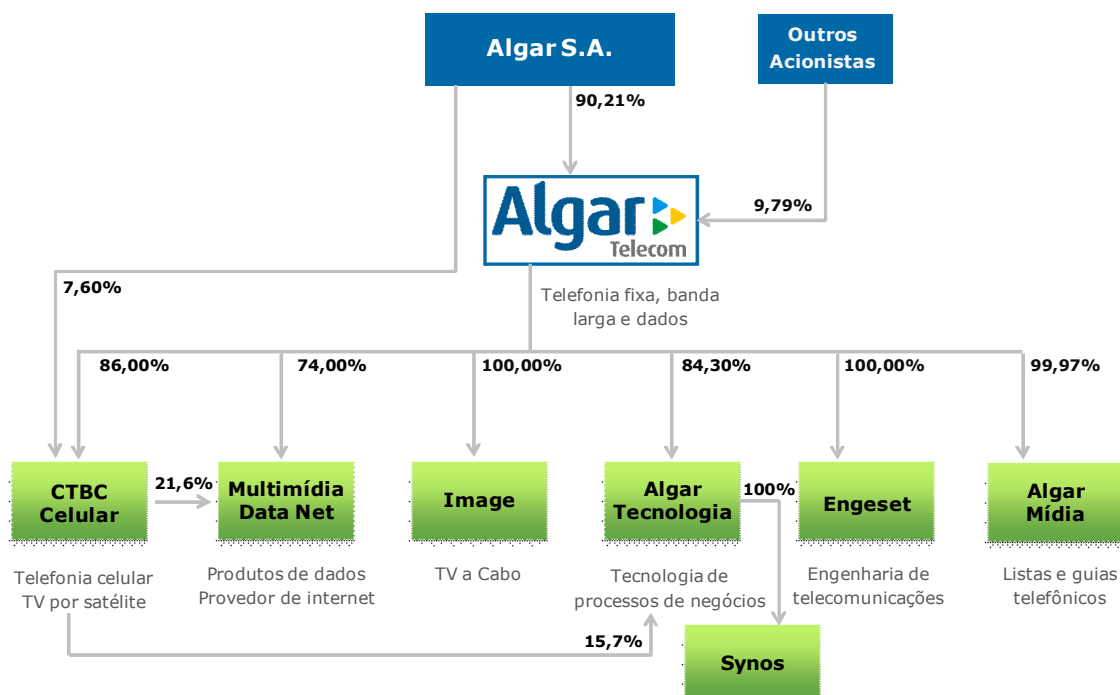 Algar S.A.
Outros
Acionistas
90,21%
9,79%
Algar
Telecom
7,60%
Telefonia fixa, banda
larga e dados
86,00%
74,00%
100,00%
84,30%
100,00%
99,97%
CTBC
Celular
21,6%
Multimídia
Data Net
Image
Algar
Tecnologia
100%
Engeset
Algar
Mídia
Telefonia celular
TV por satélite
Produtos de dados
Provedor de internet
TV a Cabo
Tecnologia de
processos de negócios
Engenharia de
telecomunicações
Listas e guias
telefônicos
15,7%
Synos